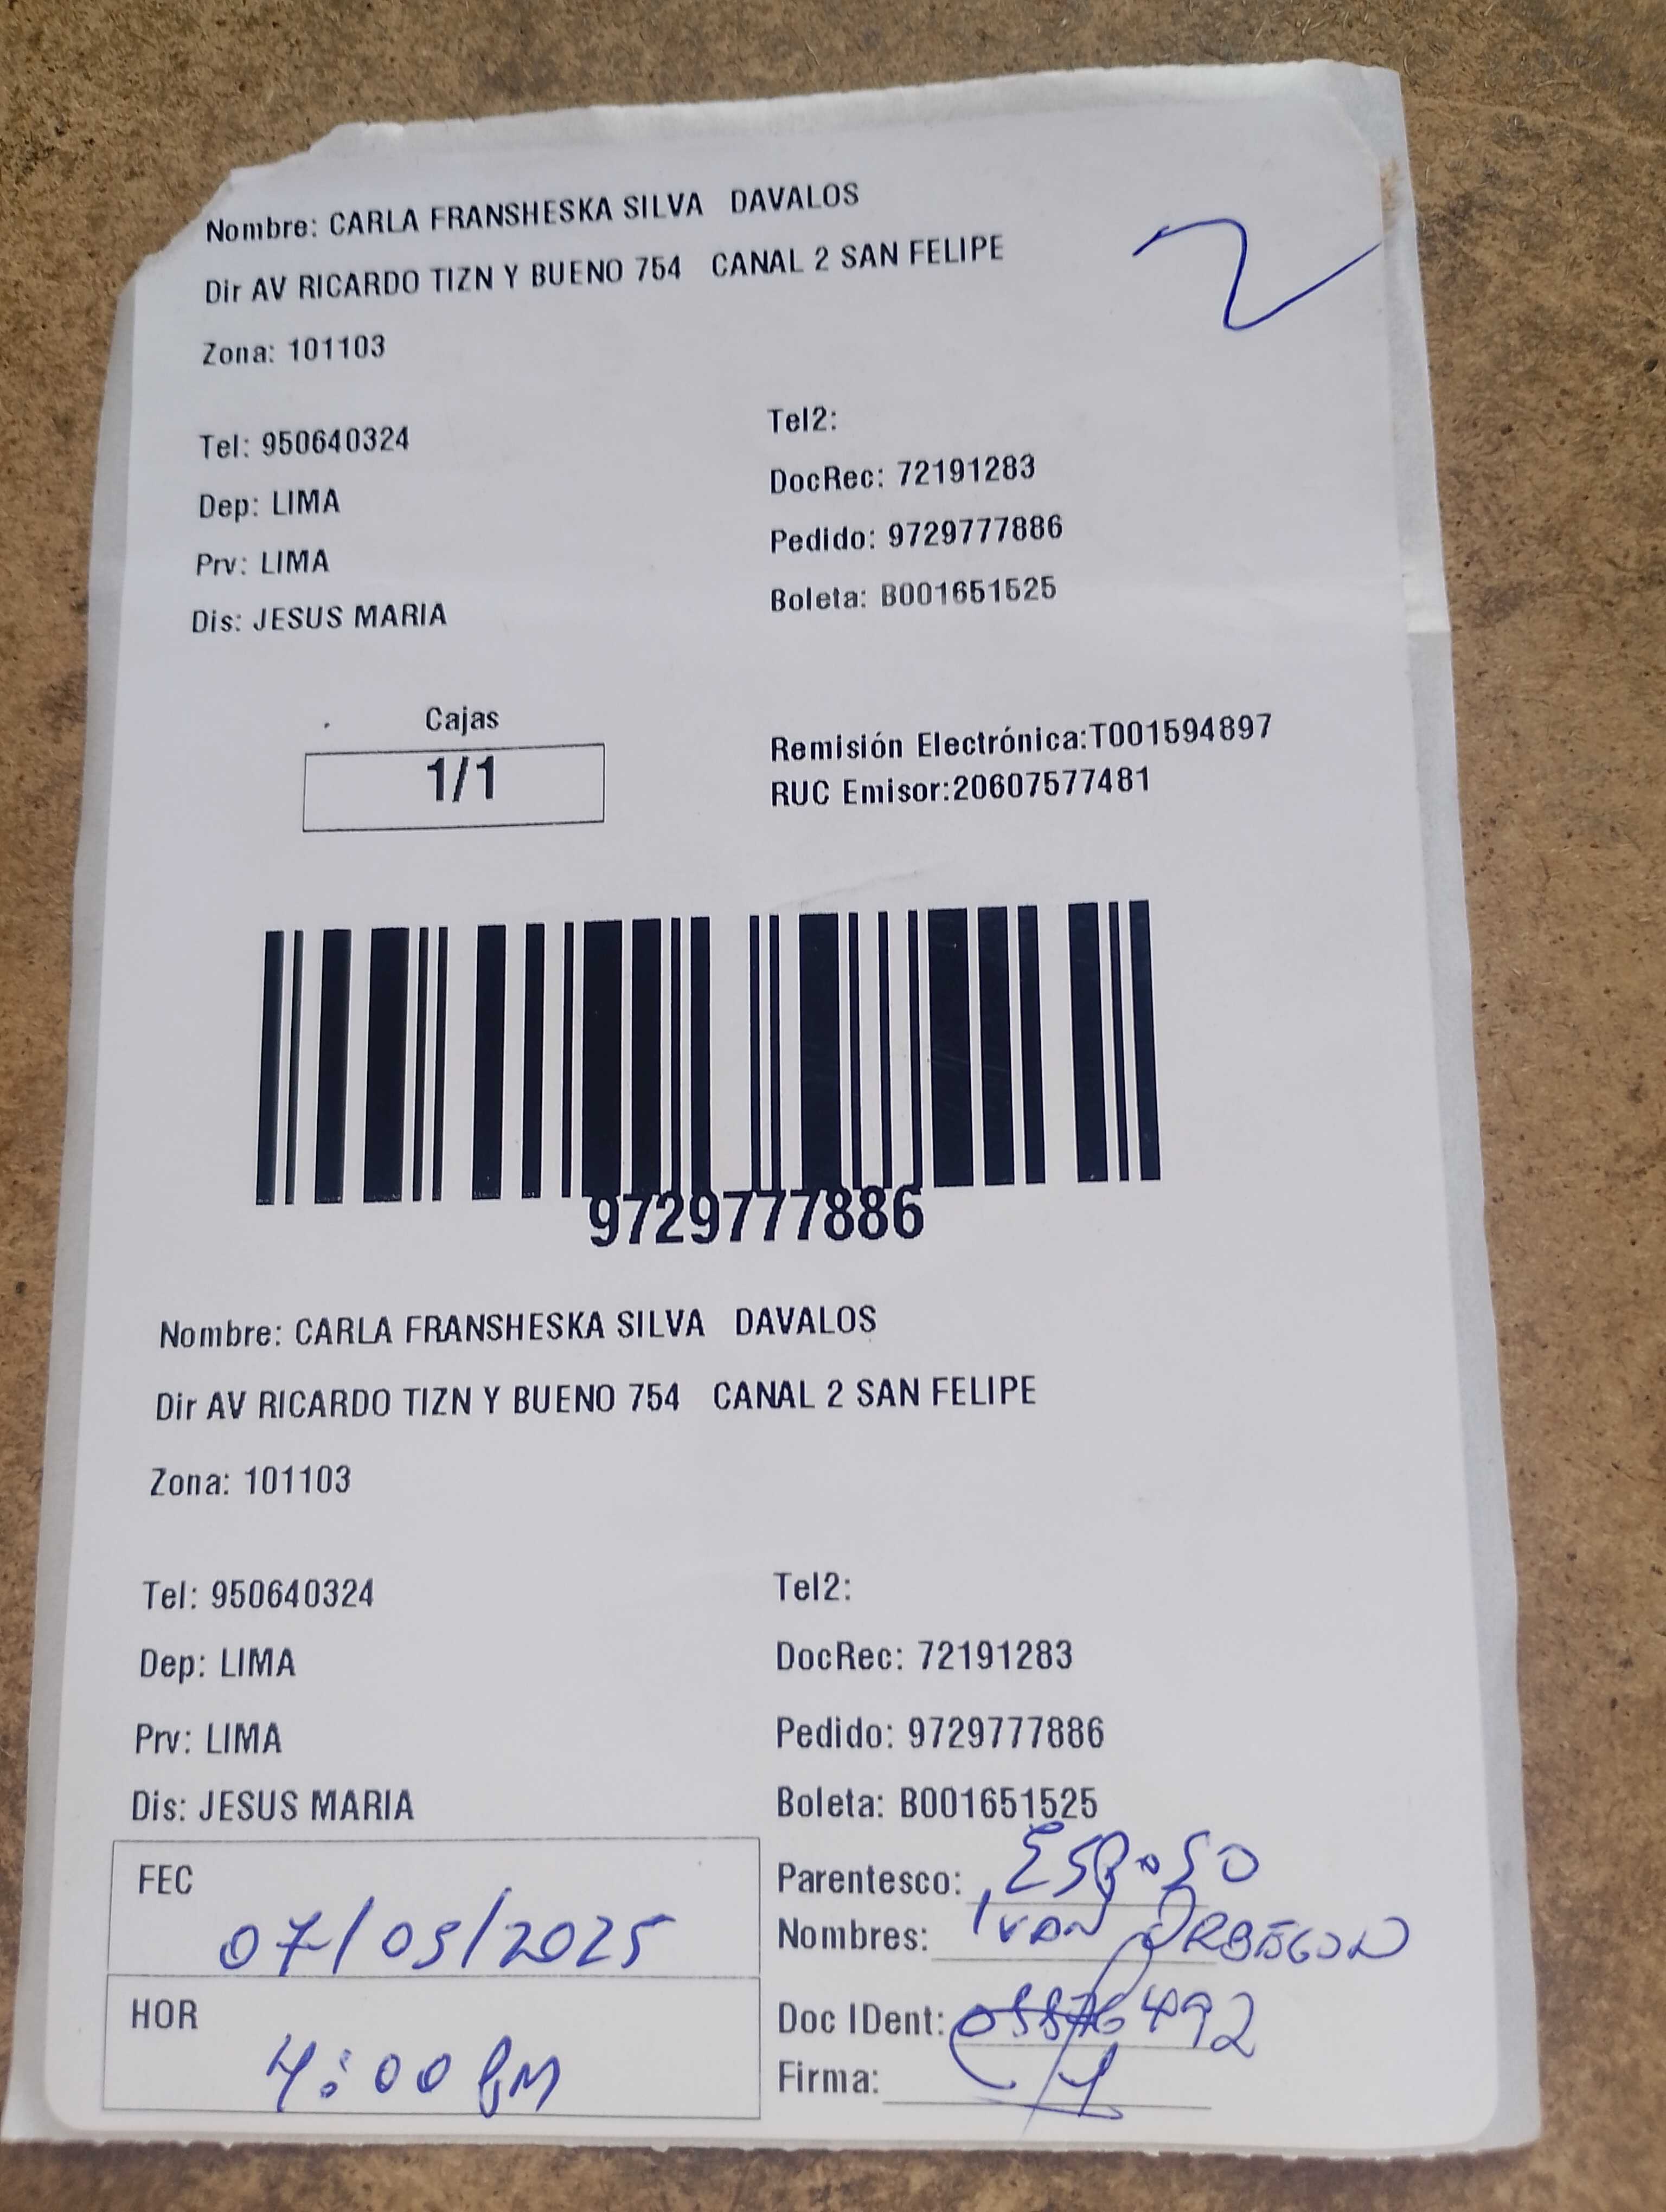 Nombre: CARLA FRANSHESKA SILVA DAVALOS
Dir AV RICARDO TIZN Y BUENO 754 CANAL 2 SAN FELIPE
Zona: 101103
Tel: 950640324
Tel2:
Dep: LIMA
DocRec: 72191283
Prv: LIMA
Pedido: 9729777886
Dis: JESUS MARIA
Boleta: B001651525
Cajas
1/1
Remisión Electrónica:T001594897
RUC Emisor:20607577481
9729777886
Nombre: CARLA FRANSHESKA SILVA DAVALOS
Dir AV RICARDO TIZN Y BUENO 754 CANAL 2 SAN FELIPE
Zona: 101103
Tel: 950640324
Tel2:
Dep: LIMA
DocRec: 72191283
Prv: LIMA
Pedido: 9729777886
Dis: JESUS MARIA
Boleta: B001651525
FEC
07/05/2025
HOR
4:00 PM
Parentesco: ESPOSO
Nombres: IVAN ORBEGON
Doc IDent:
Firma: